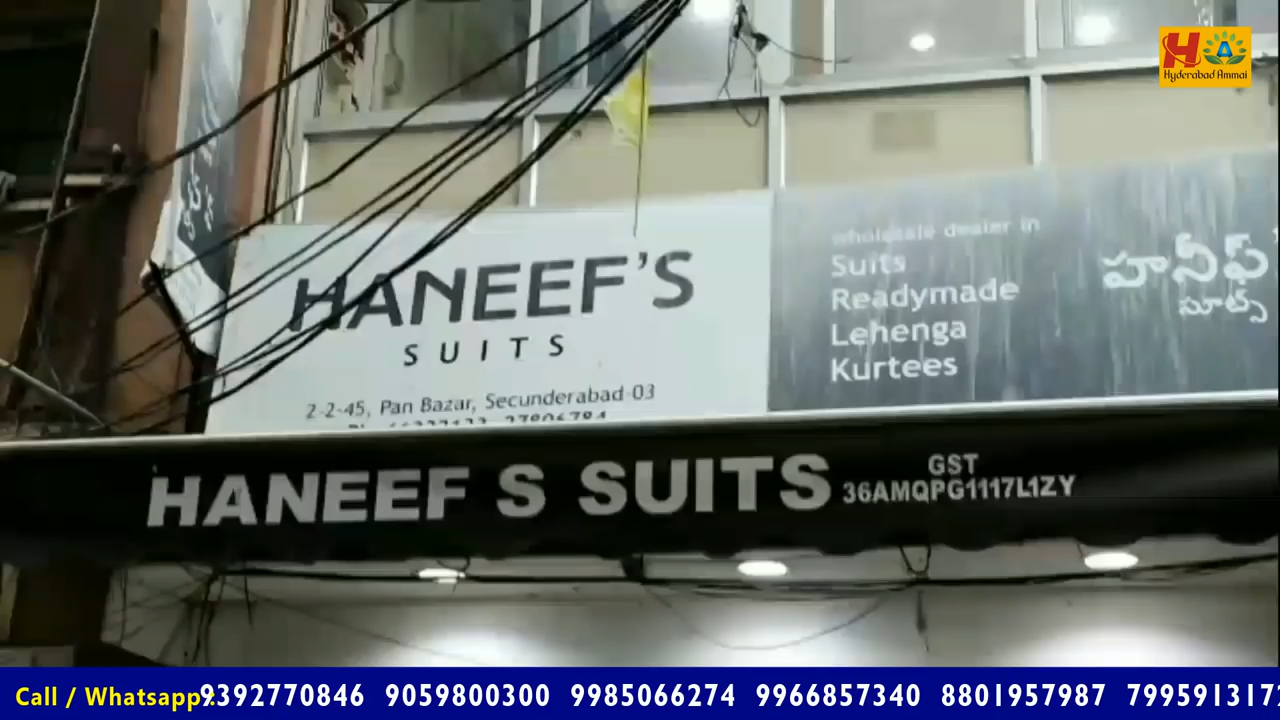 H
Hyderabad Ammai
HANEEF'S
SUITS
2-2-45, Pan Bazar, Secunderabad-03
wholesale dealer in
Suits
Readymade
Lehenga
Kurtees
హనీఫ్
సూట్స్
HANEEF S SUITS
GST
36AMQPG1117L1ZY
Call / Whatsapp: 9392770846 9059800300 9985066274 9966857340 8801957987